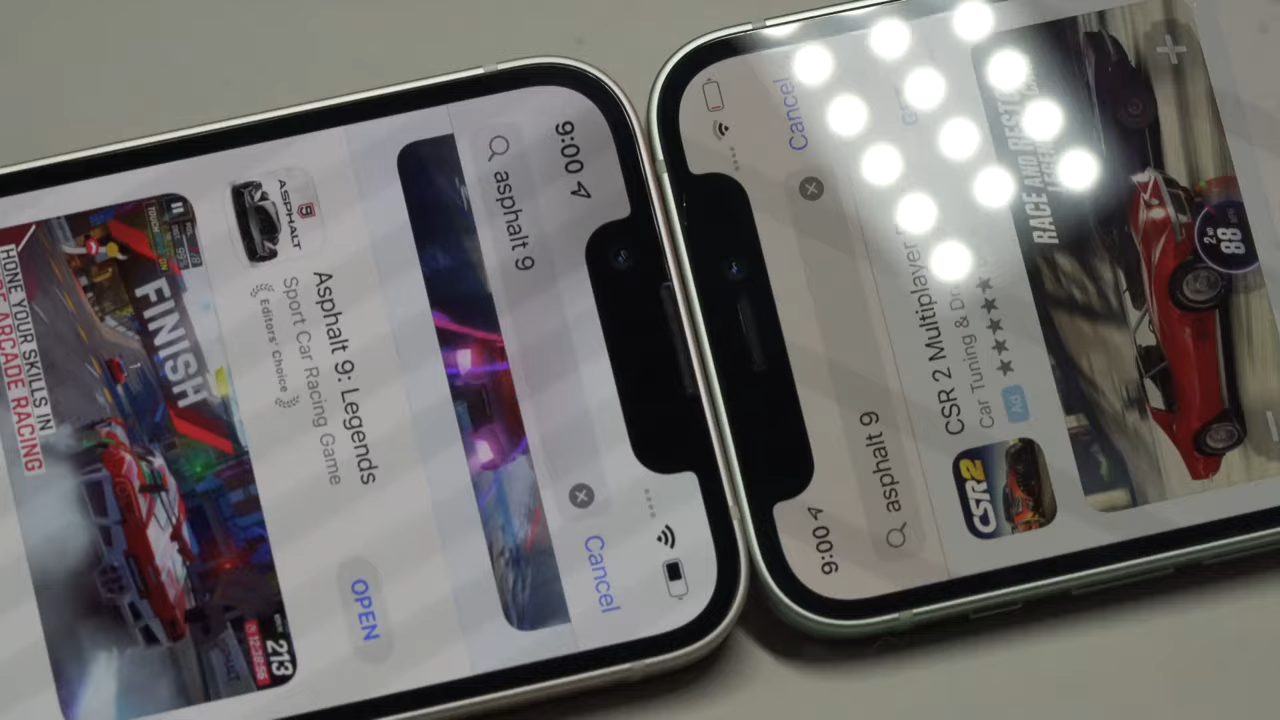 9:00
asphalt 9
Cancel
ASPHALT
9
Asphalt 9: Legends
Sport Car Racing Game
Editors' Choice
OPEN
FINISH
213
HONE YOUR SKILLS IN
ARCADE RACING
9:00
asphalt 9
Cancel
CSR2
CSR 2 Multiplayer
Car Tuning &
Ad
RACE AND BEST
88